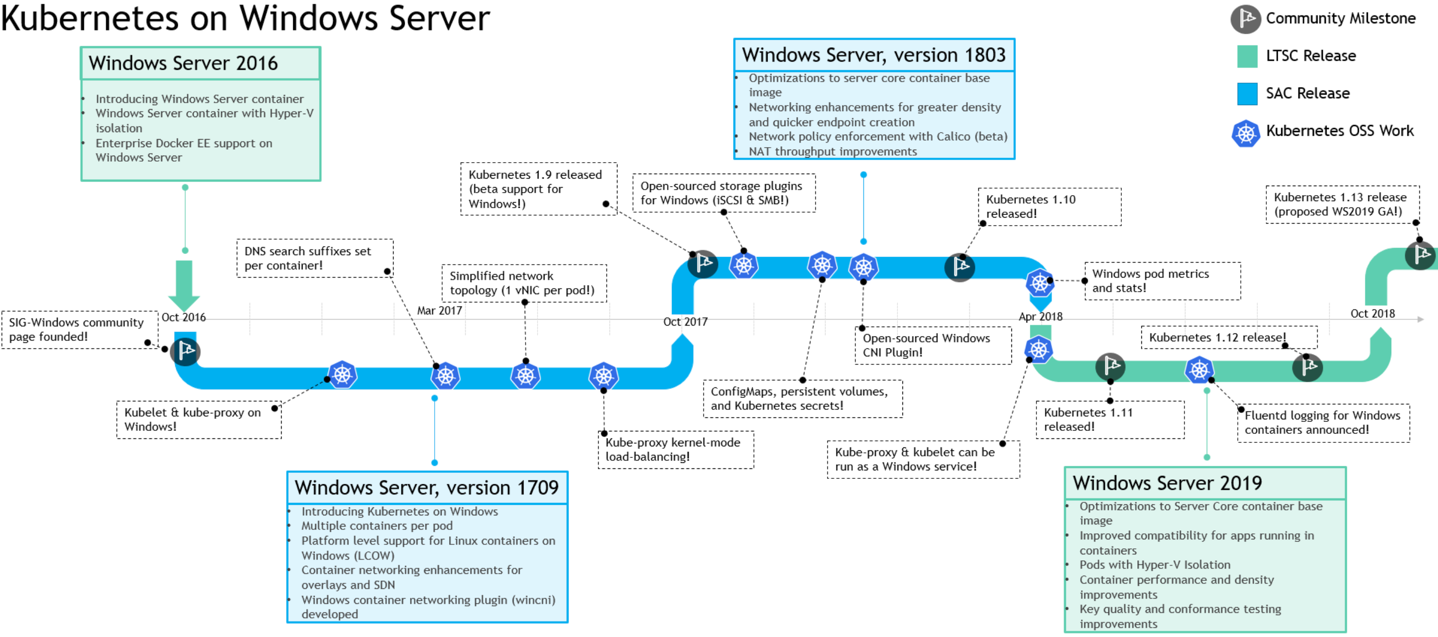 Kubernetes on Windows Server
Community Milestone
LTSC Release
SAC Release
Kubernetes OSS Work
Windows Server 2016
• Introducing Windows Server container
• Windows Server container with Hyper-V
isolation
• Enterprise Docker EE support on
Windows Server
Windows Server, version 1803
• Optimizations to server core container base
image
• Networking enhancements for greater density
and quicker endpoint creation
• Network policy enforcement with Calico (beta)
• NAT throughput improvements
Kubernetes 1.9 released
(beta support for
Windows!)
Open-sourced storage plugins
for Windows (iSCSI & SMB!)
Kubernetes 1.10
released!
Kubernetes 1.13 release
(proposed WS2019 GA!)
DNS search suffixes set
per container!
Simplified network
topology (1 vNIC per pod!)
Windows pod metrics
and stats!
Oct 2016
Mar 2017
Oct 2017
Apr 2018
Oct 2018
SIG-Windows community
page founded!
Open-sourced Windows
CNI Plugin!
Kubernetes 1.12 release!
Kubelet & kube-proxy on
Windows!
ConfigMaps, persistent volumes,
and Kubernetes secrets!
Kubernetes 1.11
released!
Fluentd logging for Windows
containers announced!
Kube-proxy kernel-mode
load-balancing!
Kube-proxy & kubelet can be
run as a Windows service!
Windows Server, version 1709
• Introducing Kubernetes on Windows
• Multiple containers per pod
• Platform level support for Linux containers on
Windows (LCOW)
• Container networking enhancements for
overlays and SDN
• Windows container networking plugin (wincni)
developed
Windows Server 2019
• Optimizations to Server Core container base
image
• Improved compatibility for apps running in
containers
• Pods with Hyper-V Isolation
• Container performance and density
improvements
• Key quality and conformance testing
improvements